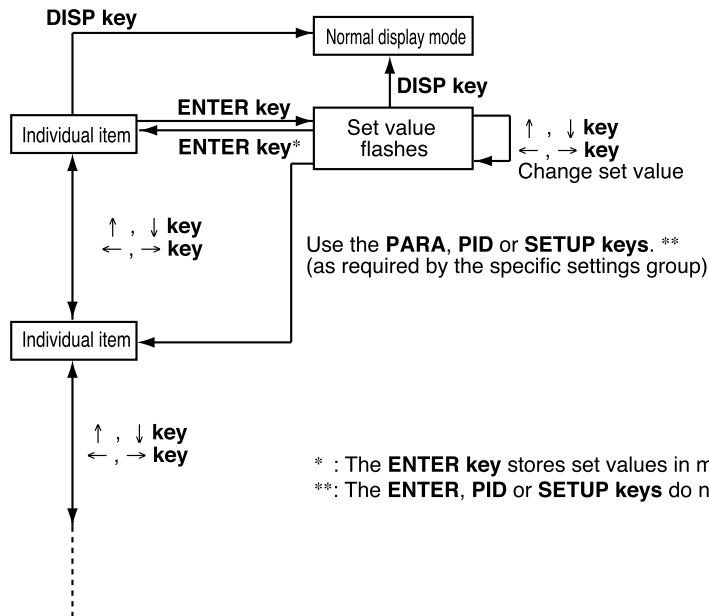 DISP key
Normal display mode
DISP key
ENTER key
Individual item
Set value
flashes
ENTER key*
↑ , ↓ key
← , → key
Change set value
↑ , ↓ key
← , → key
Use the PARA, PID or SETUP keys. **
(as required by the specific settings group)
Individual item
↑ , ↓ key
← , → key
* : The ENTER key stores set values in
**: The ENTER, PID or SETUP keys do